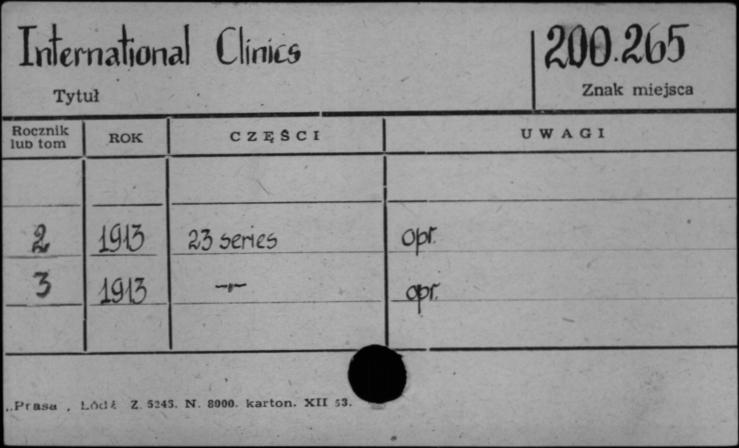 International Clinics 200.265
Tytuł Znak miejsca
Rocznik lub tom ROK CZĘŚCI UWAGI
2 1913 23 series opr.
3 1913 –„– opr.
„Prasa", Łódź Z. 5245. N. 8000. karton. XII 53.